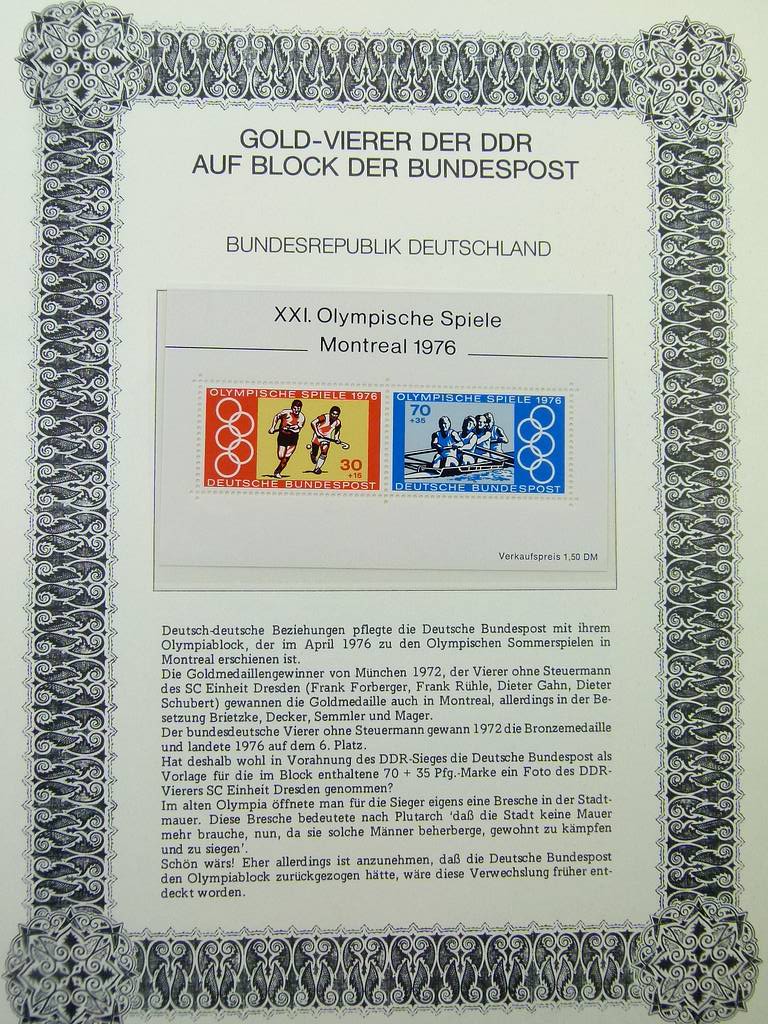 GOLD-VIERER DER DDR
AUF BLOCK DER BUNDESPOST
BUNDESREPUBLIK DEUTSCHLAND
XXI. Olympische Spiele
Montreal 1976
OLYMPISCHE SPIELE 1976
30
+15
DEUTSCHE BUNDESPOST
OLYMPISCHE SPIELE 1976
70
+35
DEUTSCHE BUNDESPOST
Verkaufspreis 1,50 DM
Deutsch-deutsche Beziehungen pflegte die Deutsche Bundespost mit ihrem
Olympiablock, der im April 1976 zu den Olympischen Sommerspielen in
Montreal erschienen ist.
Die Goldmedaillengewinner von München 1972, der Vierer ohne Steuermann
des SC Einheit Dresden (Frank Forberger, Frank Rühle, Dieter Gahn, Dieter
Schubert) gewannen die Goldmedaille auch in Montreal, allerdings in der Be-
setzung Brietzke, Decker, Semmler und Mager.
Der bundesdeutsche Vierer ohne Steuermann gewann 1972 die Bronzemedaille
und landete 1976 auf dem 6. Platz.
Hat deshalb wohl in Vorahnung des DDR-Sieges die Deutsche Bundespost als
Vorlage für die im Block enthaltene 70 + 35 Pfg.-Marke ein Foto des DDR-
Vierers SC Einheit Dresden genommen?
Im alten Olympia öffnete man für die Sieger eigens eine Bresche in der Stadt-
mauer. Diese Bresche bedeutete nach Plutarch 'daß die Stadt keine Mauer
mehr brauche, nun, da sie solche Männer beherberge, gewohnt zu kämpfen
und zu siegen'.
Schön wärs! Eher allerdings ist anzunehmen, daß die Deutsche Bundespost
den Olympiablock zurückgezogen hätte, wäre diese Verwechslung früher ent-
deckt worden.